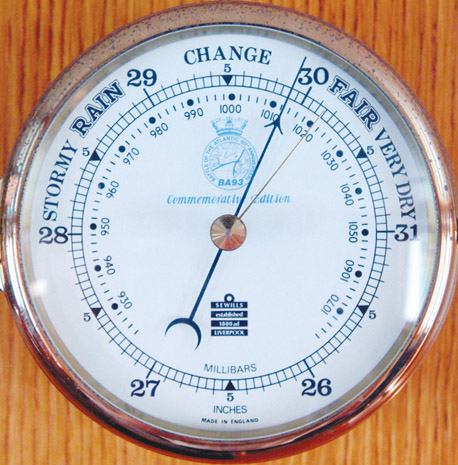 CHANGE
STORMY RAIN 29 5 30 FAIR VERY DRY
5 5
28 31
5 5
27 5 26
930 940 950 960 970 980 990 1000 1010 1020 1030 1040 1050 1060 1070
BATTLE OF THE ATLANTIC
BA93
Commemorative Edition
SEWILLS
established
1800 ad
LIVERPOOL
MILLIBARS
INCHES
MADE IN ENGLAND